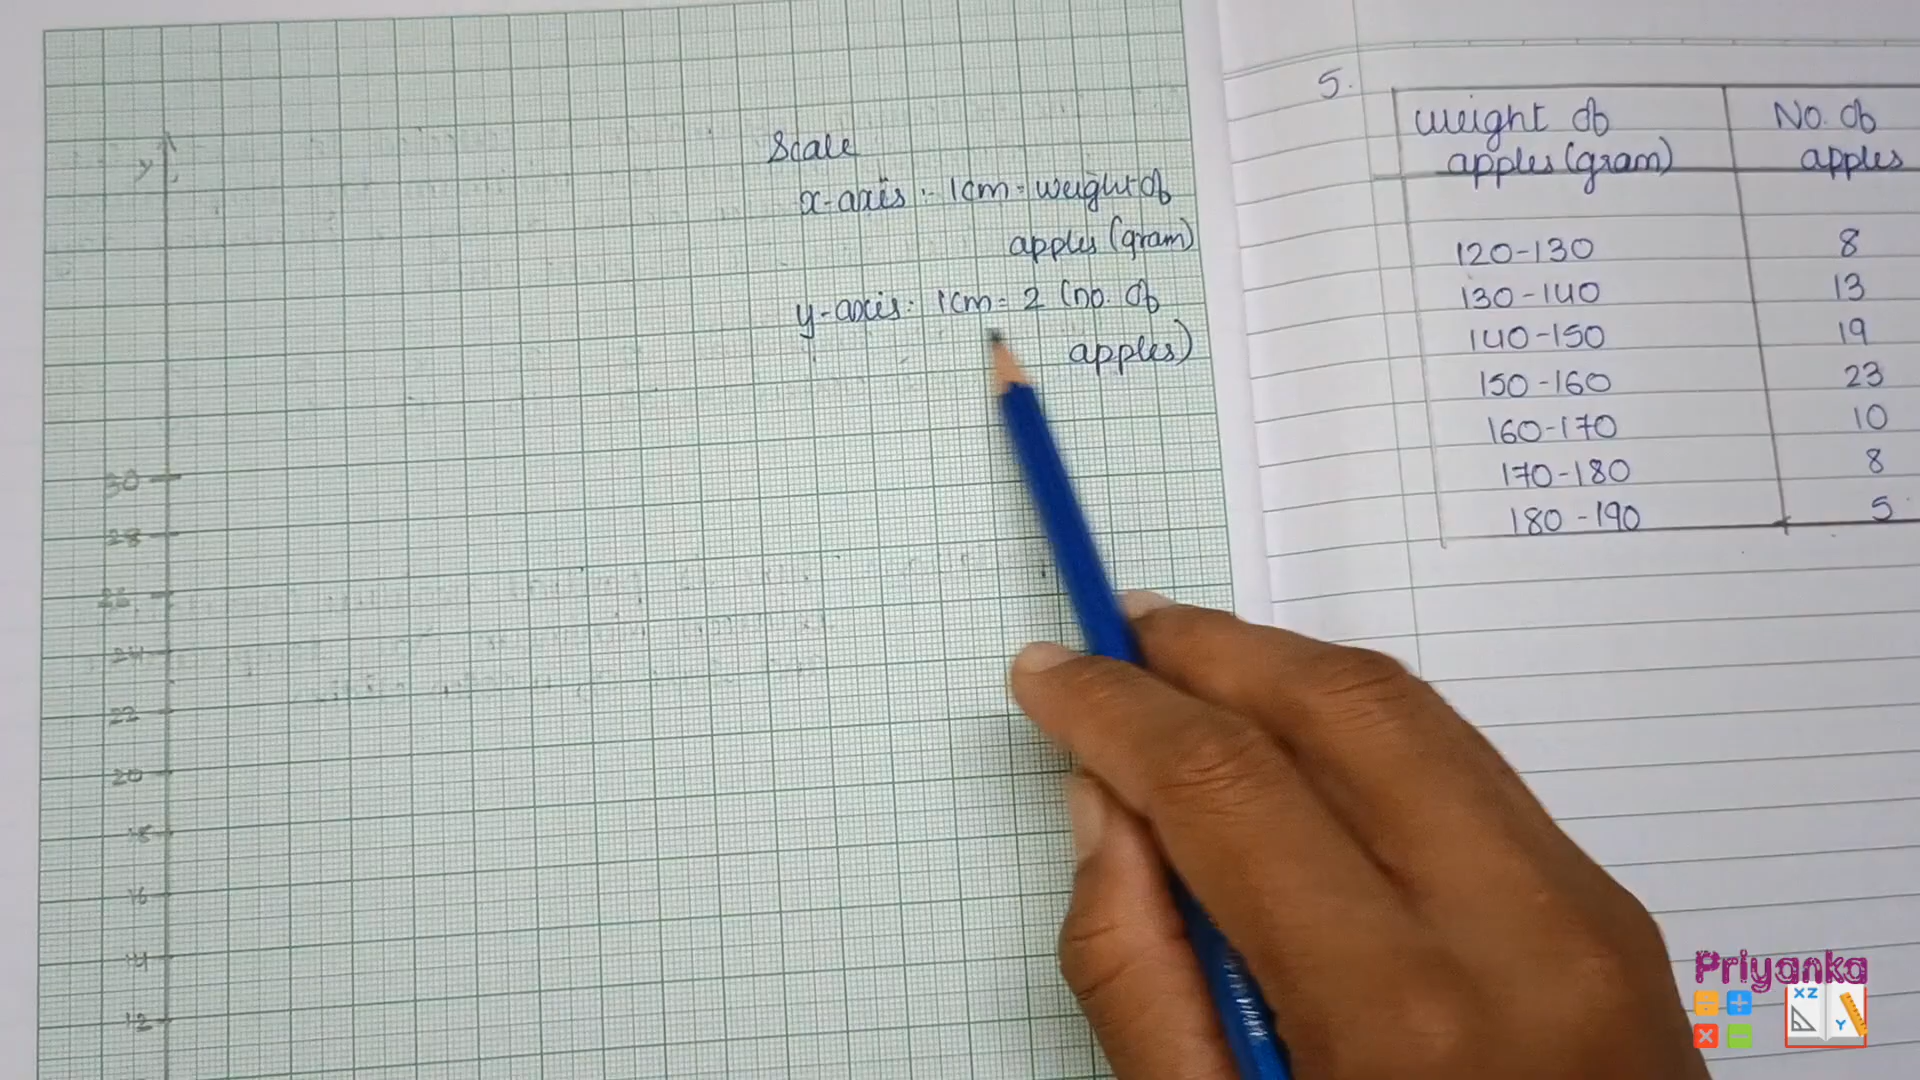 Scale
x-axis :- 1cm = weight of
apples (gram)
y-axis: 1cm = 2 (no. of
apples)
y
30
28
26
24
22
20
18
16
14
12
5.
weight of
apples (gram)
No. of
apples
120-130 8
130-140 13
140-150 19
150-160 23
160-170 10
170-180 8
180-190 5
Priyanka
XZ
Y